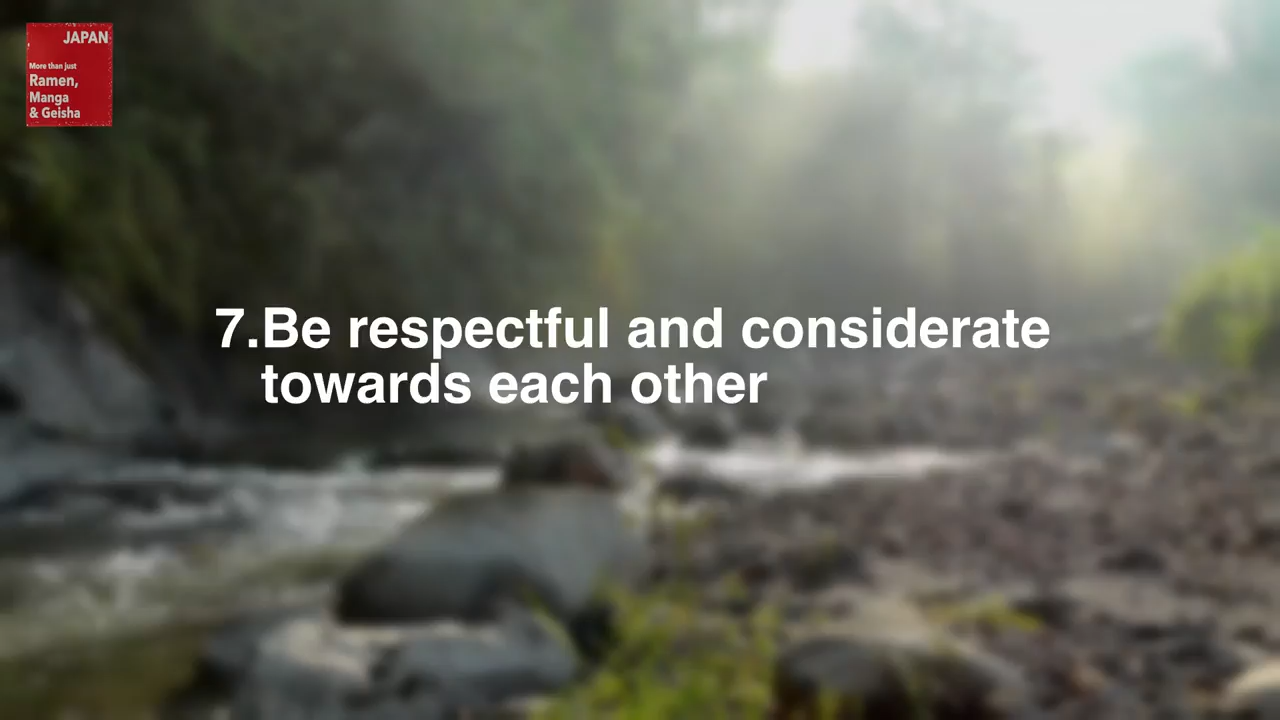 JAPAN
More than just
Ramen,
Manga
& Geisha
7.Be respectful and considerate
towards each other